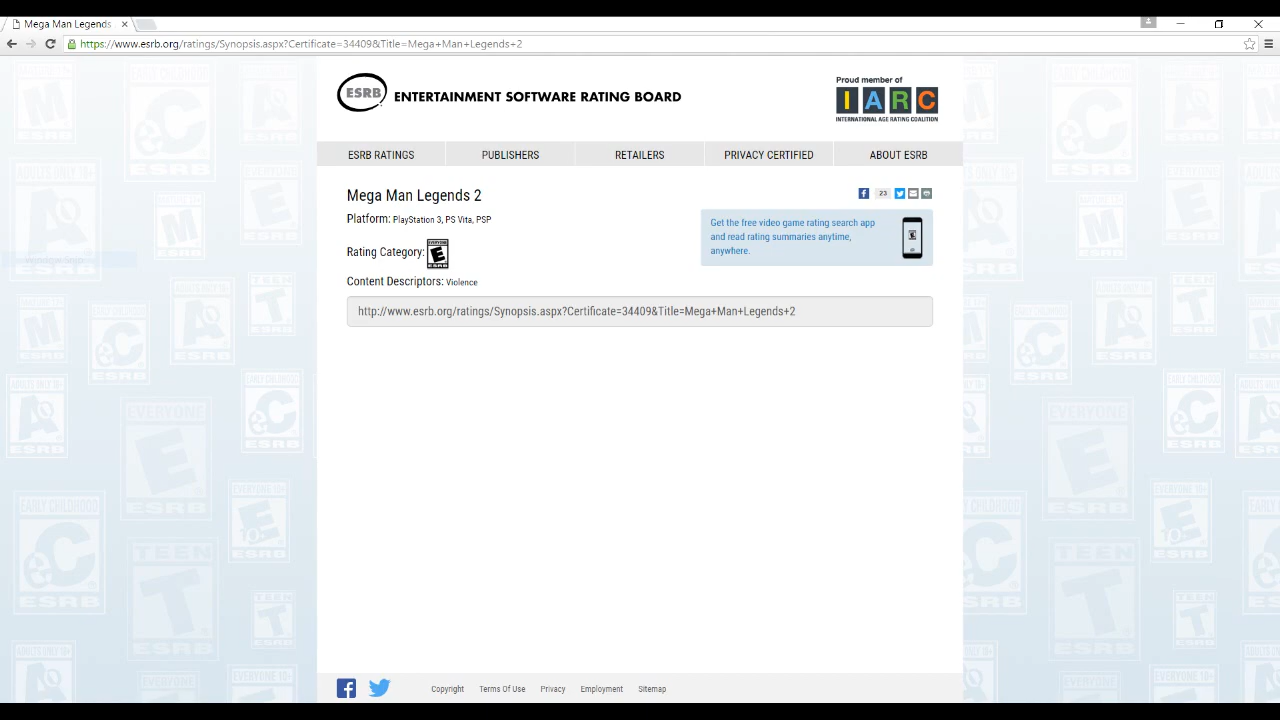 Mega Man Legends
https://www.esrb.org/ratings/Synopsis.aspx?Certificate=34409&Title=Mega+Man+Legends+2
ESRB ENTERTAINMENT SOFTWARE RATING BOARD
Proud member of
IARC
INTERNATIONAL AGE RATING COALITION
ESRB RATINGS PUBLISHERS RETAILERS PRIVACY CERTIFIED ABOUT ESRB
Mega Man Legends 2
23
Platform: PlayStation 3, PS Vita, PSP
Get the free video game rating search app
and read rating summaries anytime,
anywhere.
Rating Category: EVERYONE E ESRB
Content Descriptors: Violence
http://www.esrb.org/ratings/Synopsis.aspx?Certificate=34409&Title=Mega+Man+Legends+2
Copyright Terms Of Use Privacy Employment Sitemap